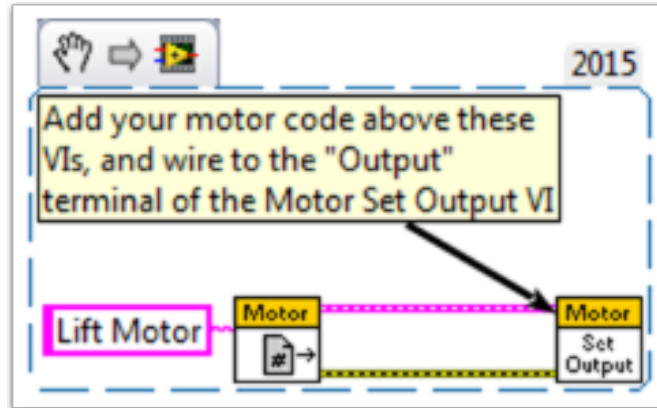 2015
Add your motor code above these
VIs, and wire to the "Output"
terminal of the Motor Set Output VI
Lift Motor
Motor
#
Motor
Set
Output